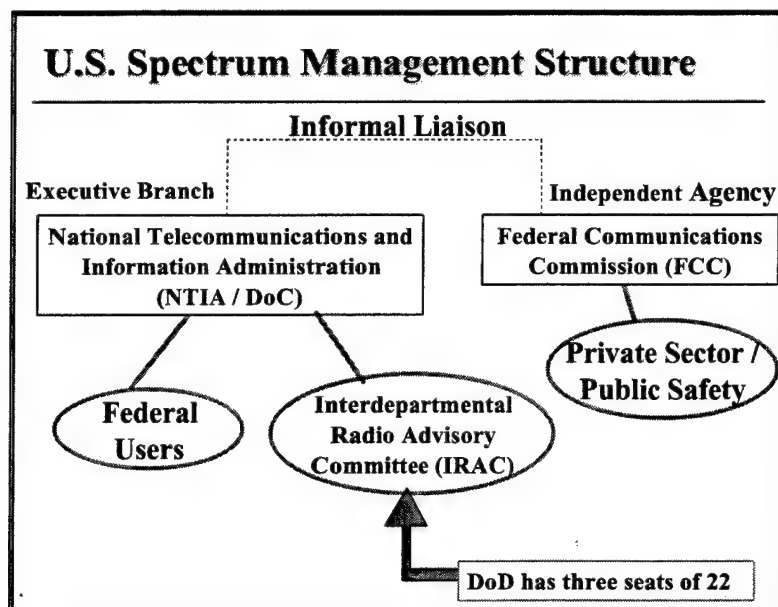 U.S. Spectrum Management Structure
Informal Liaison
Executive Branch
Independent Agency
National Telecommunications and
Information Administration
(NTIA / DoC)
Federal Communications
Commission (FCC)
Federal
Users
Interdepartmental
Radio Advisory
Committee (IRAC)
Private Sector /
Public Safety
DoD has three seats of 22